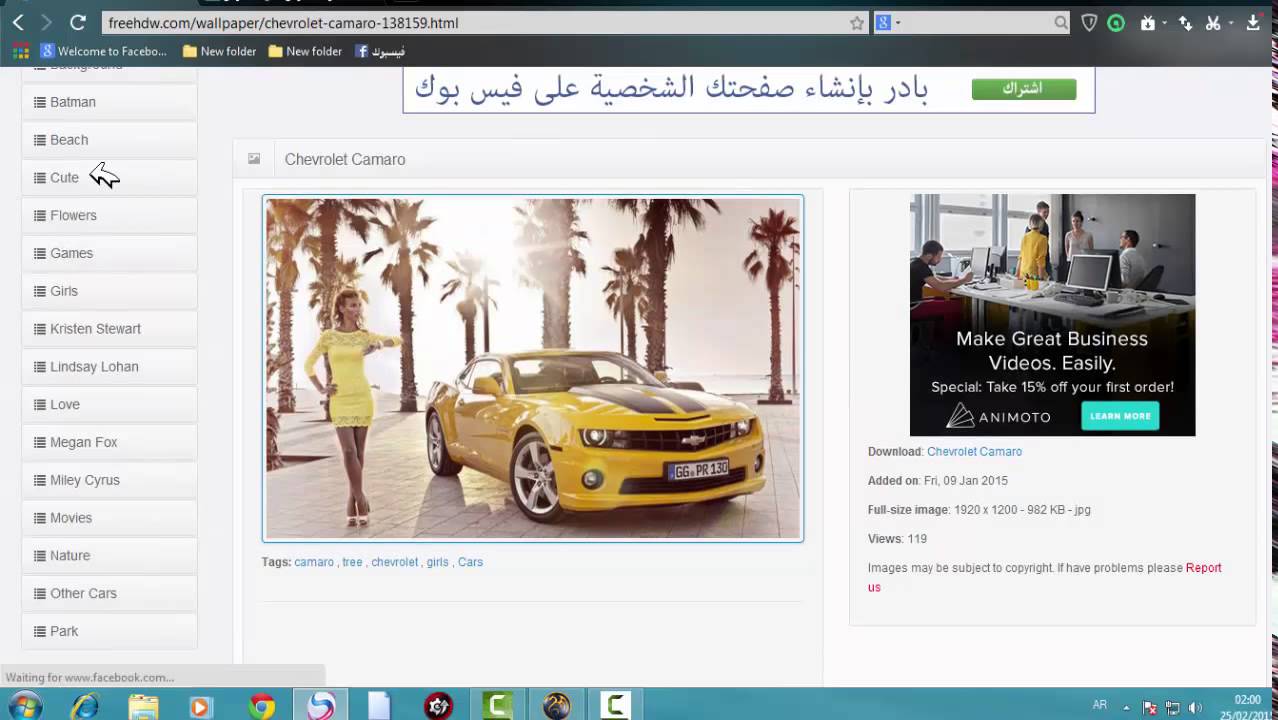 freehdw.com/wallpaper/chevrolet-camaro-138159.html
Welcome to Facebo...
New folder
New folder
فيسبوك
بادر بإنشاء صفحتك الشخصية على فيس بوك
اشتراك
Background
Batman
Beach
Cute
Flowers
Games
Girls
Kristen Stewart
Lindsay Lohan
Love
Megan Fox
Miley Cyrus
Movies
Nature
Other Cars
Park
Chevrolet Camaro
GG PR 130
Tags: camaro , tree , chevrolet , girls , Cars
Make Great Business
Videos. Easily.
Special: Take 15% off your first order!
ANIMOTO
LEARN MORE
Download: Chevrolet Camaro
Added on: Fri, 09 Jan 2015
Full-size image: 1920 x 1200 - 982 KB - jpg
Views: 119
Images may be subject to copyright. If have problems please Report
us
Waiting for www.facebook.com...
AR
02:00
25/02/201